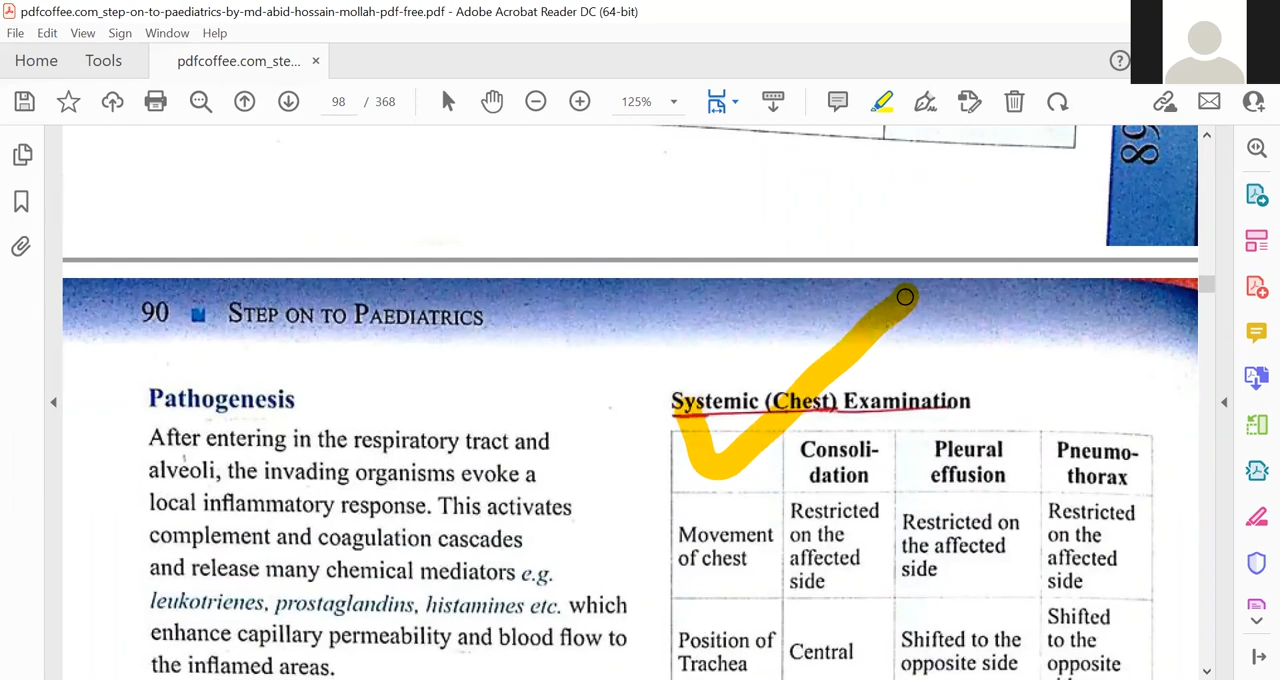 pdfcoffee.com_step-on-to-paediatrics-by-md-abid-hossain-mollah-pdf-free.pdf - Adobe Acrobat Reader DC (64-bit)
File Edit View Sign Window Help
Home Tools pdfcoffee.com_ste... ×
98 / 368 125%
89
90 ■ STEP ON TO PAEDIATRICS
Pathogenesis
After entering in the respiratory tract and
alveoli, the invading organisms evoke a
local inflammatory response. This activates
complement and coagulation cascades
and release many chemical mediators e.g.
leukotrienes, prostaglandins, histamines etc. which
enhance capillary permeability and blood flow to
the inflamed areas.
Systemic (Chest) Examination
Consoli-
dation
Pleural
effusion
Pneumo-
thorax
Movement
of chest
Restricted
on the
affected
side
Restricted on
the affected
side
Restricted
on the
affected
side
Position of
Trachea
Central
Shifted to the
opposite side
Shifted
to the
opposite